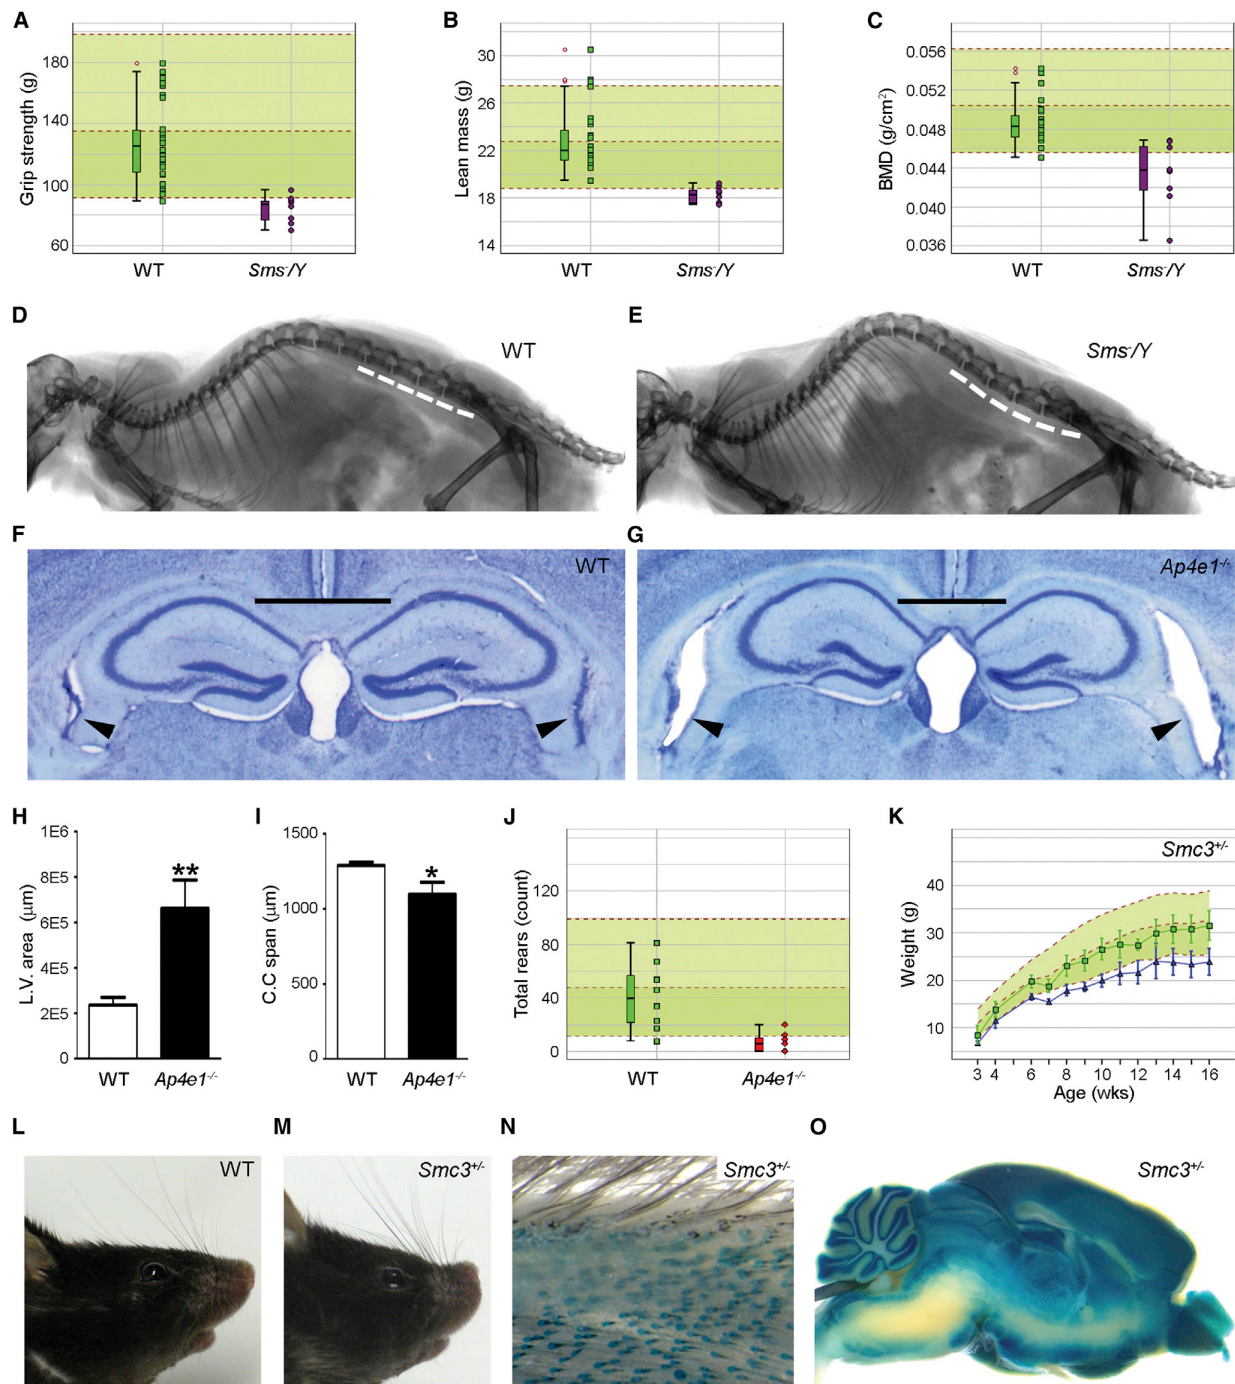 A
Grip strength (g)
180
140
100
60
WT
Sms-/Y
B
Lean mass (g)
30
26
22
18
14
WT
Sms-/Y
C
BMD (g/cm²)
0.056
0.052
0.048
0.044
0.040
0.036
WT
Sms-/Y
D
WT
E
Sms-/Y
F
WT
G
Ap4e1-/-
H
L.V. area (μm)
1E6
8E5
6E5
4E5
2E5
0
**
WT
Ap4e1-/-
I
C.C span (μm)
1500
1000
500
0
*
WT
Ap4e1-/-
J
Total rears (count)
120
80
40
0
WT
Ap4e1-/-
K
Smc3+/-
Weight (g)
40
30
20
10
3 4 6 8 10 12 14 16
Age (wks)
L
WT
M
Smc3+/-
N
Smc3+/-
O
Smc3+/-